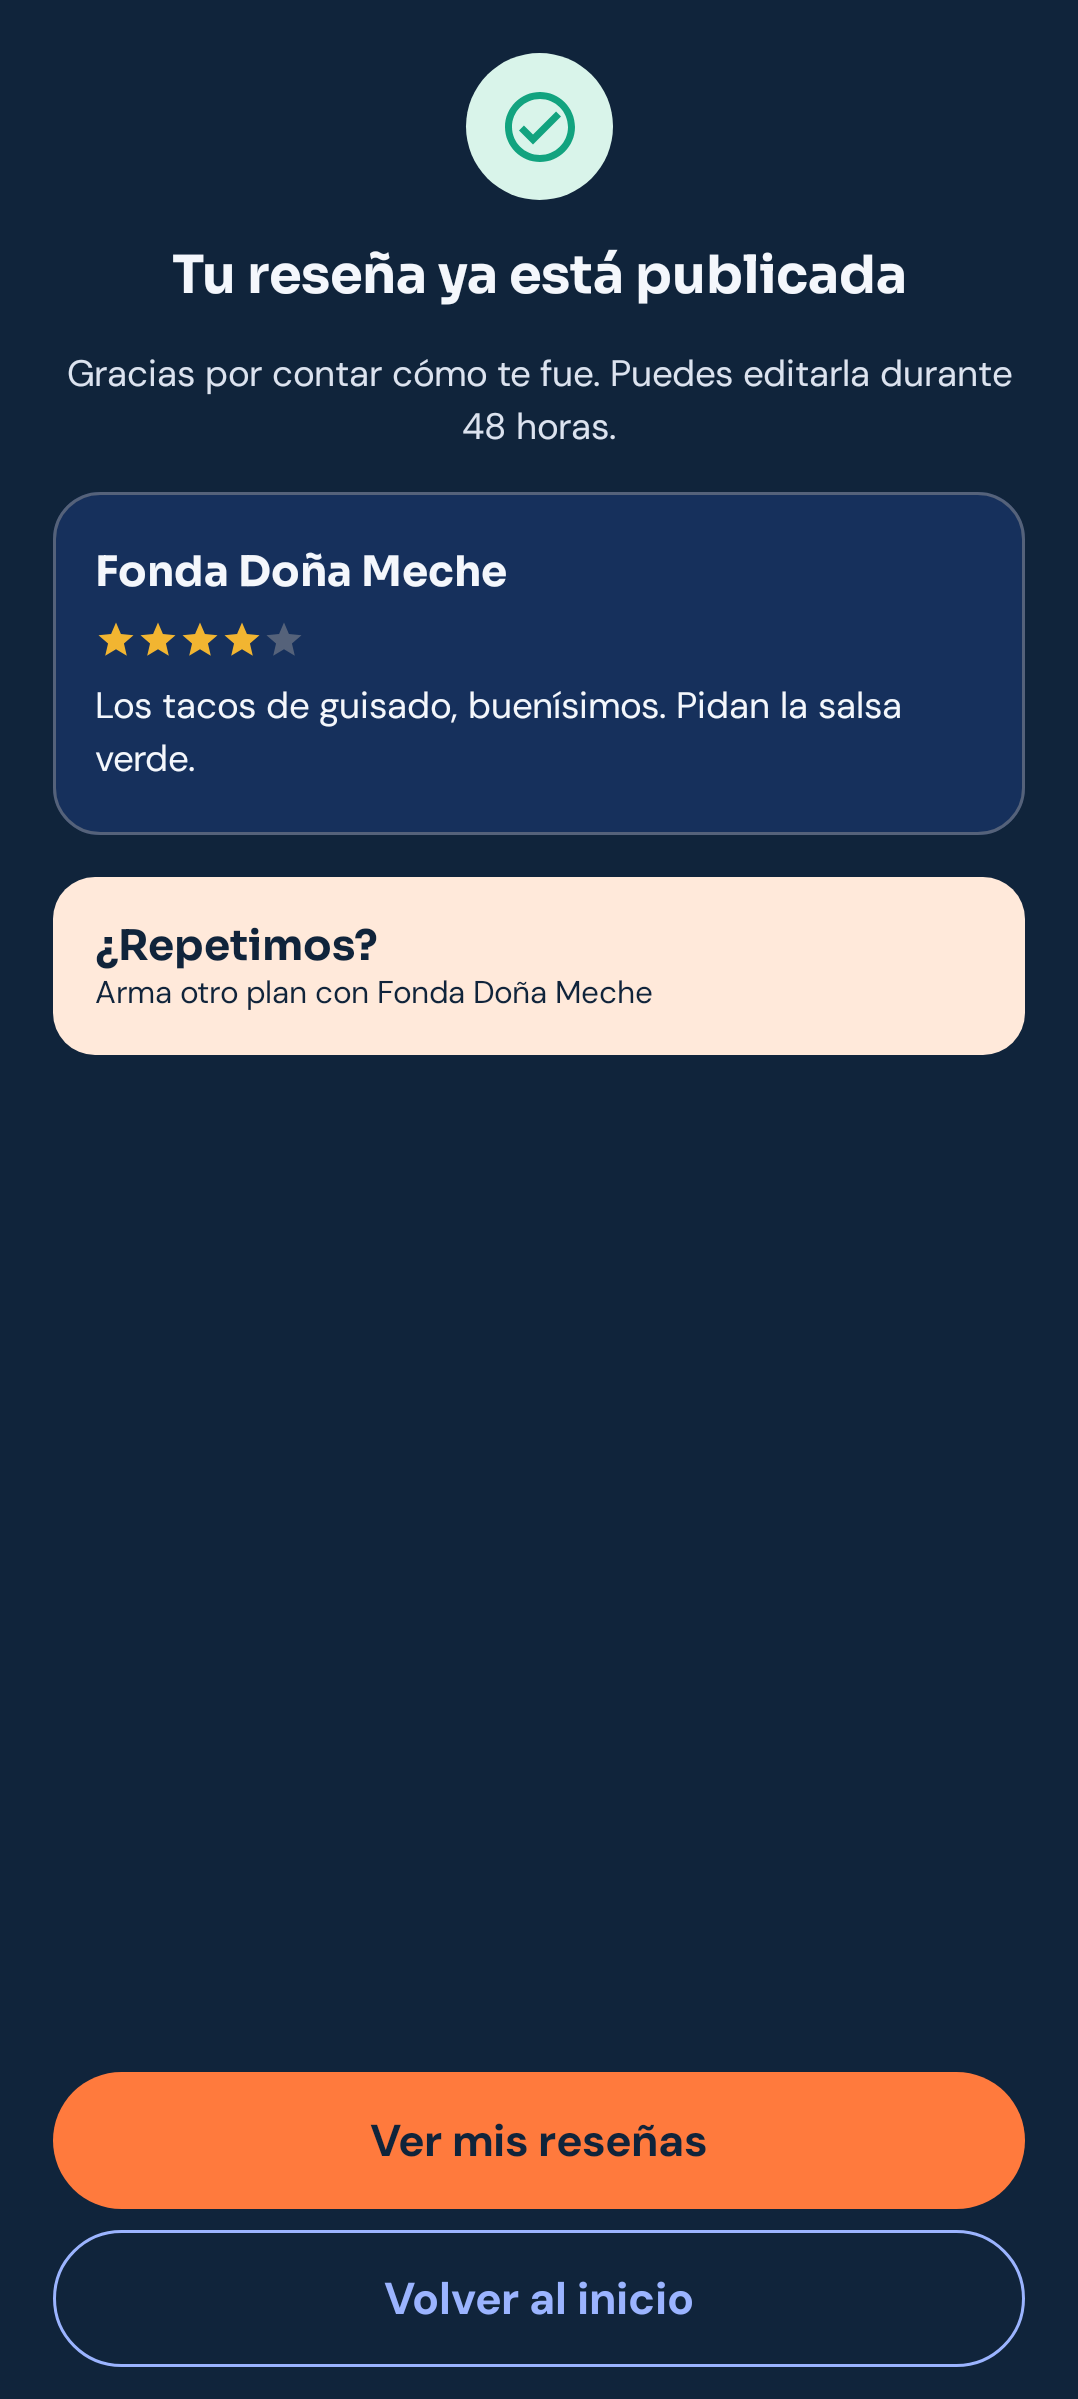 Tu reseña ya está publicada
Gracias por contar cómo te fue. Puedes editarla durante
48 horas.
Fonda Doña Meche
Los tacos de guisado, buenísimos. Pidan la salsa
verde.
¿Repetimos?
Arma otro plan con Fonda Doña Meche
Ver mis reseñas
Volver al inicio